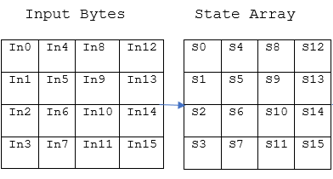 Input Bytes State Array
In0 In4 In8 In12 S0 S4 S8 S12
In1 In5 In9 In13 S1 S5 S9 S13
In2 In6 In10 In14 S2 S6 S10 S14
In3 In7 In11 In15 S3 S7 S11 S15